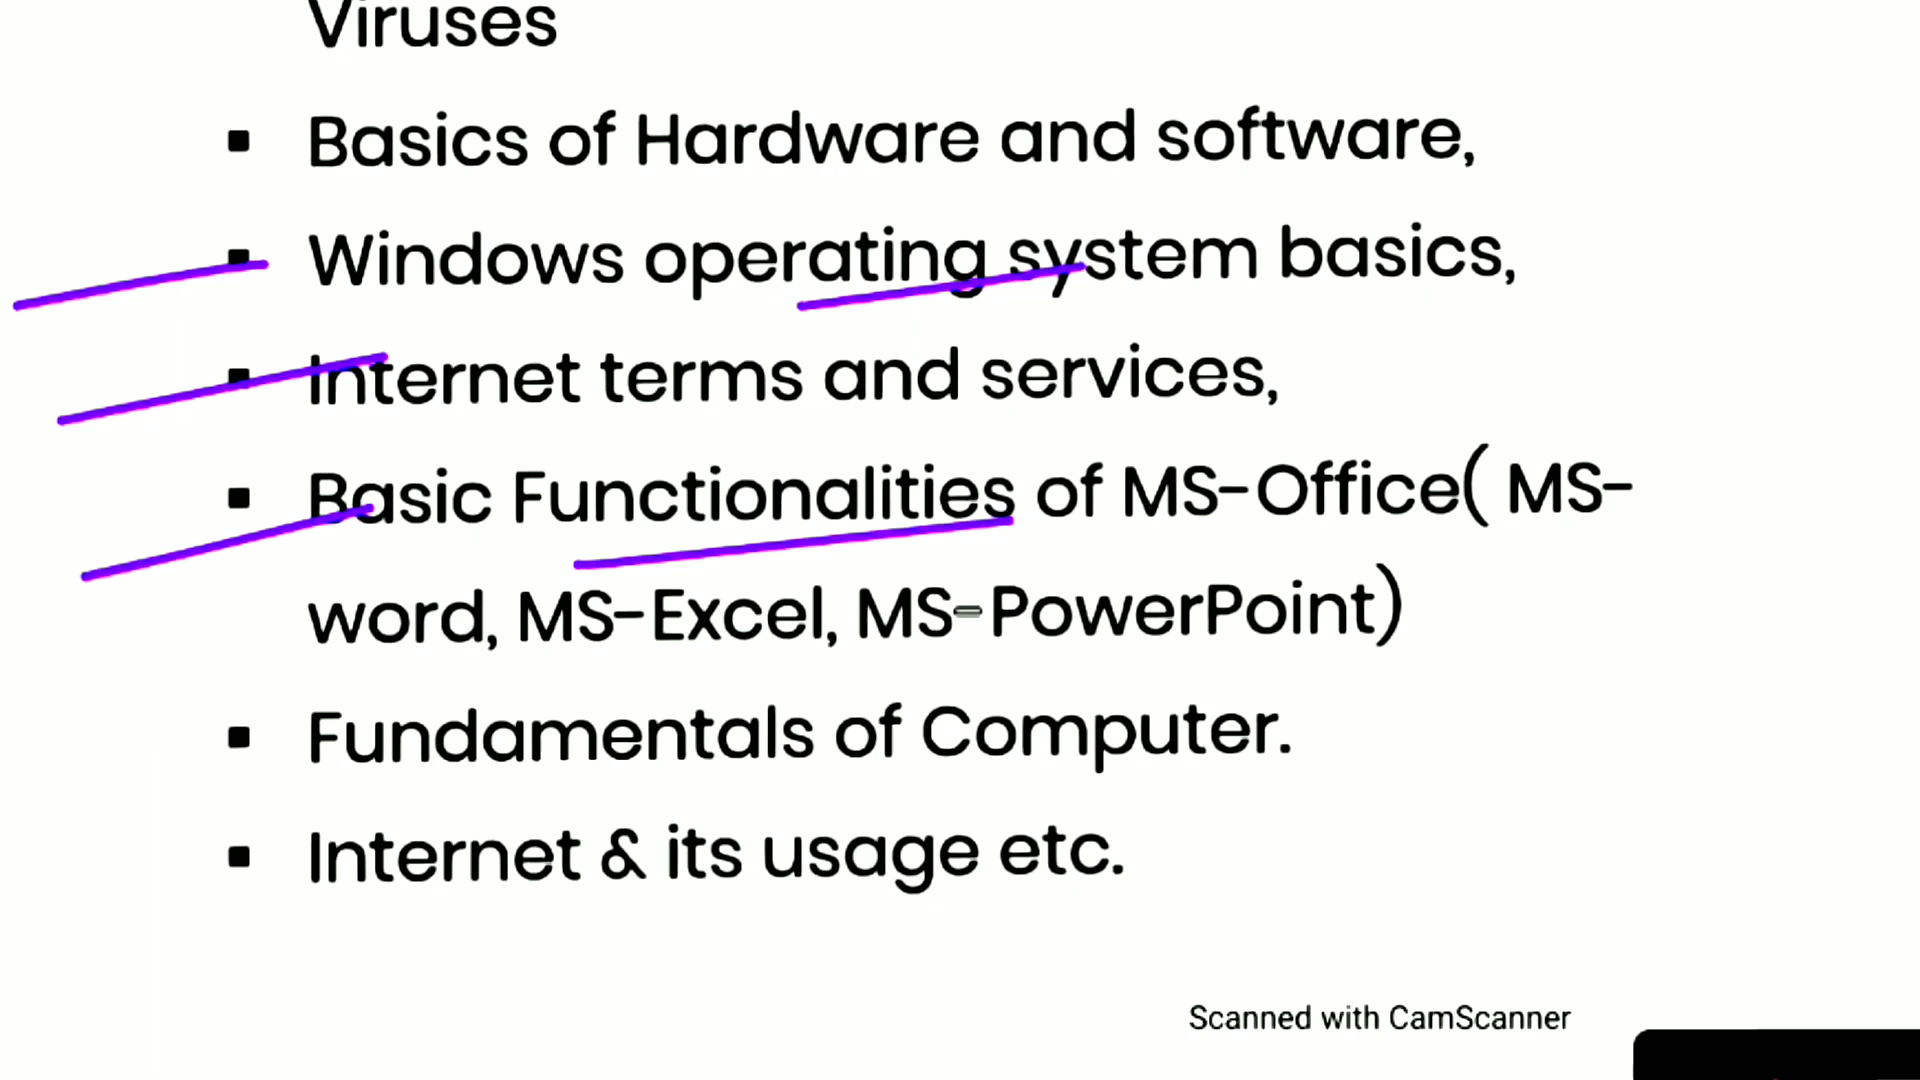 Viruses
▪ Basics of Hardware and software,
▪ Windows operating system basics,
▪ Internet terms and services,
▪ Basic Functionalities of MS-Office( MS-
word, MS-Excel, MS-PowerPoint)
▪ Fundamentals of Computer.
▪ Internet & its usage etc.
Scanned with CamScanner